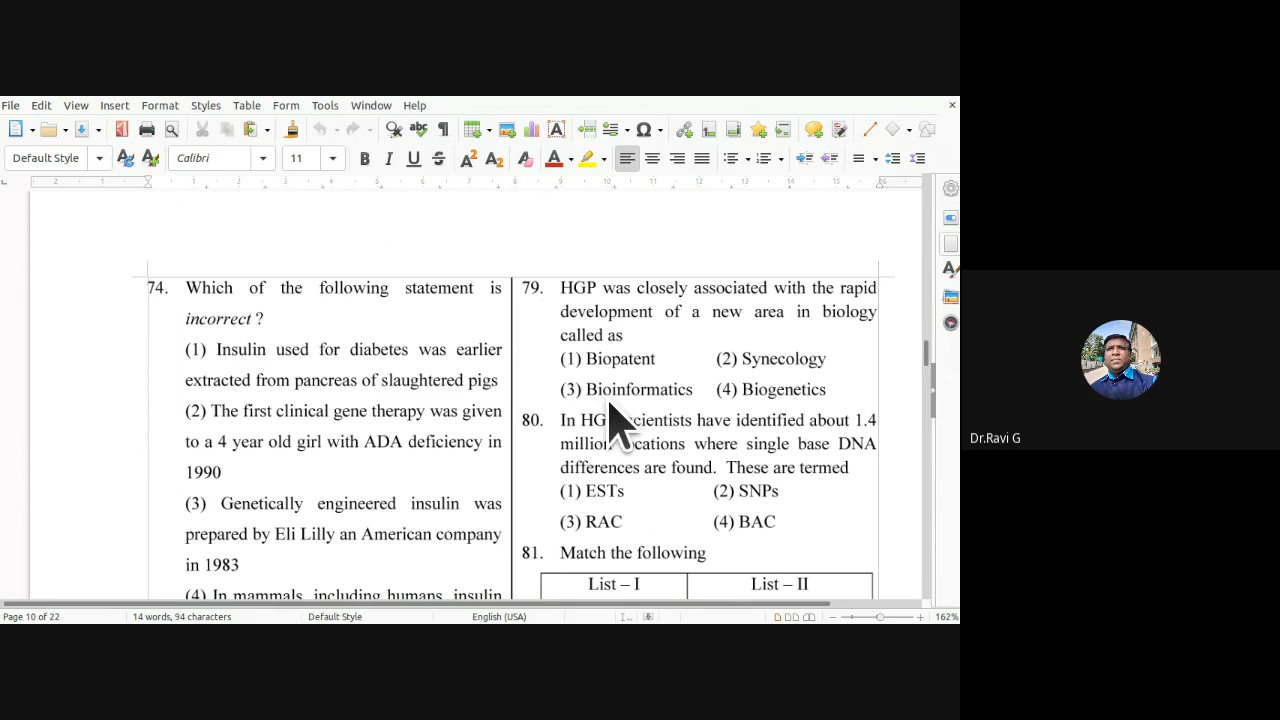 File Edit View Insert Format Styles Table Form Tools Window Help
Default Style Calibri 11
74. Which of the following statement is
incorrect ?
(1) Insulin used for diabetes was earlier
extracted from pancreas of slaughtered pigs
(2) The first clinical gene therapy was given
to a 4 year old girl with ADA deficiency in
1990
(3) Genetically engineered insulin was
prepared by Eli Lilly an American company
in 1983
(4) In mammals, including humans, insulin
79. HGP was closely associated with the rapid
development of a new area in biology
called as
(1) Biopatent (2) Synecology
(3) Bioinformatics (4) Biogenetics
80. In scientists have identified about 1.4
where single base DNA
differences are found. These are termed
(1) ESTs (2) SNPs
(3) RAC (4) BAC
81. Match the following
List – I List – II
Page 10 of 22 14 words, 94 characters Default Style English (USA) 162%
Dr.Ravi G